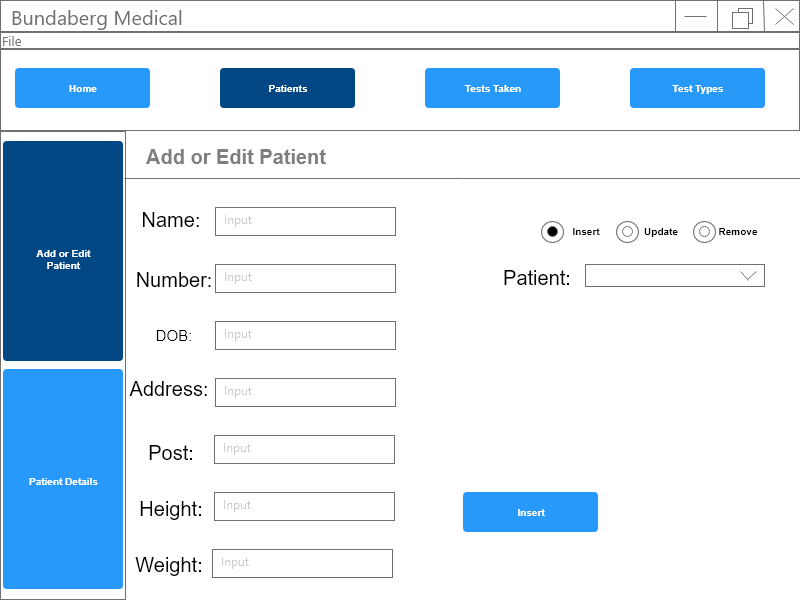 Bundaberg Medical
File
Home
Patients
Tests Taken
Test Types
Add or Edit
Patient
Patient Details
Add or Edit Patient
Name:
Input
Number:
Input
DOB:
Input
Address:
Input
Post:
Input
Height:
Input
Weight:
Input
Insert
Update
Remove
Patient:
Insert